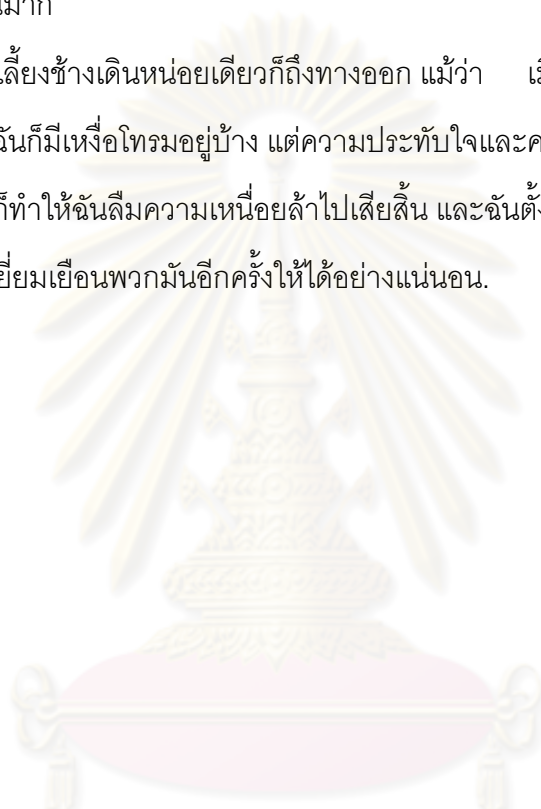 เลี้ยงช้างเดินหน่อยเดียวก็ถึงทางออก แม้ว่า
ฉันก็มีเหงื่อโทรมอยู่บ้าง แต่ความประทับใจและ
ก็ทำให้ฉันลืมความเหนื่อยล้าไปเสียสิ้น และฉัน
เยี่ยมเยือนพวกมันอีกครั้งให้ได้อย่างแน่นอน.